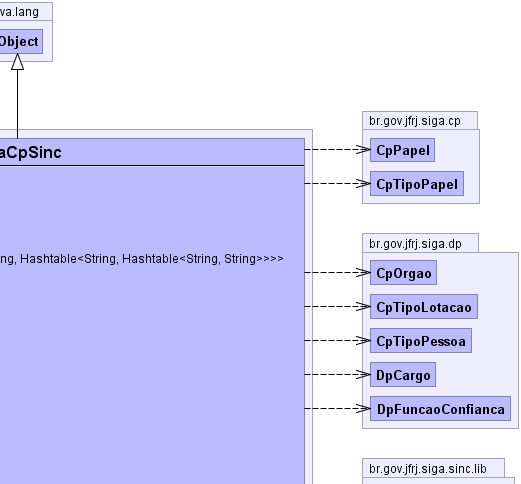 va.lang
Object
aCpSinc
ng, Hashtable<String, Hashtable<String, String>>>>
br.gov.jfrj.siga.cp
CpPapel
CpTipoPapel
br.gov.jfrj.siga.dp
CpOrgao
CpTipoLotacao
CpTipoPessoa
DpCargo
DpFuncaoConfianca
br.gov.jfrj.siga.sinc.lib